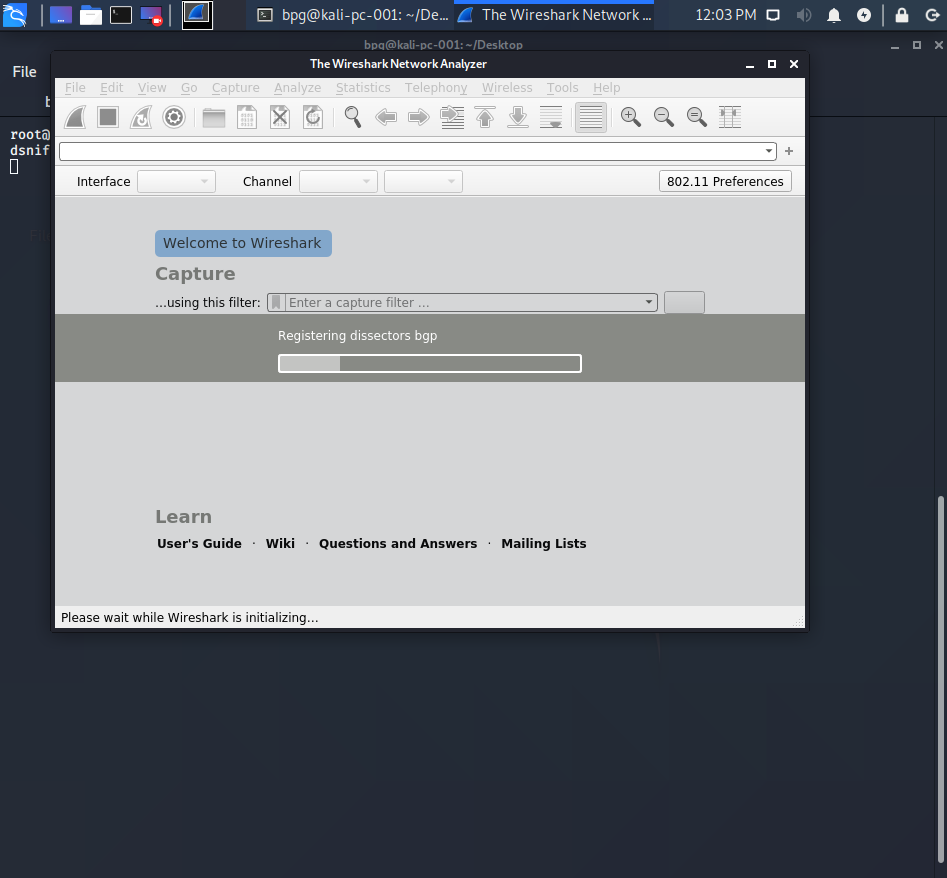 bpg@kali-pc-001: ~/De... The Wireshark Network ... 12:03 PM
bpg@kali-pc-001: ~/Desktop
The Wireshark Network Analyzer
File
File Edit View Go Capture Analyze Statistics Telephony Wireless Tools Help
b
root@
dsnif
Interface Channel 802.11 Preferences
Welcome to Wireshark
Capture
...using this filter: Enter a capture filter ...
Registering dissectors bgp
Learn
User's Guide · Wiki · Questions and Answers · Mailing Lists
Please wait while Wireshark is initializing...